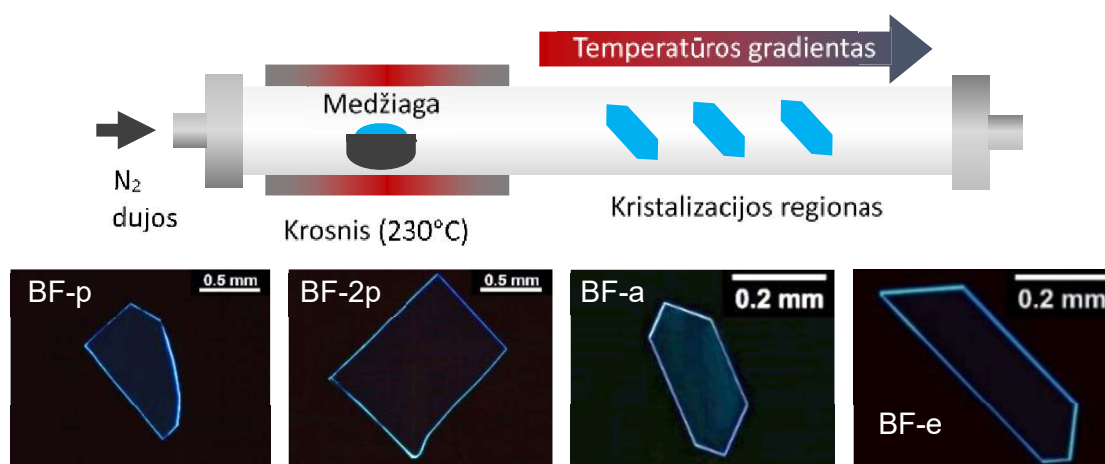 Temperatūros gradientas
Medžiaga
N₂
dujos
Krosnis (230°C)
Kristalizacijos regionas
BF-p
0.5 mm
BF-2p
0.5 mm
BF-a
0.2 mm
BF-e
0.2 mm